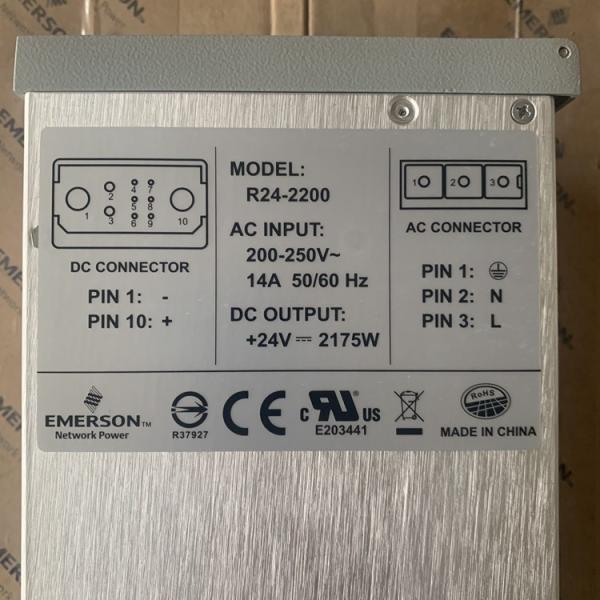 1
2
3
4
5
6
7
8
9
10
DC CONNECTOR
PIN 1: -
PIN 10: +
MODEL:
R24-2200
AC INPUT:
200-250V~
14A 50/60 Hz
DC OUTPUT:
+24V ⎓ 2175W
1 2 3
AC CONNECTOR
PIN 1: ⏚
PIN 2: N
PIN 3: L
EMERSON™
Network Power
R37927
CE
c RU US
E203441
RoHS
MADE IN CHINA
EMERSON